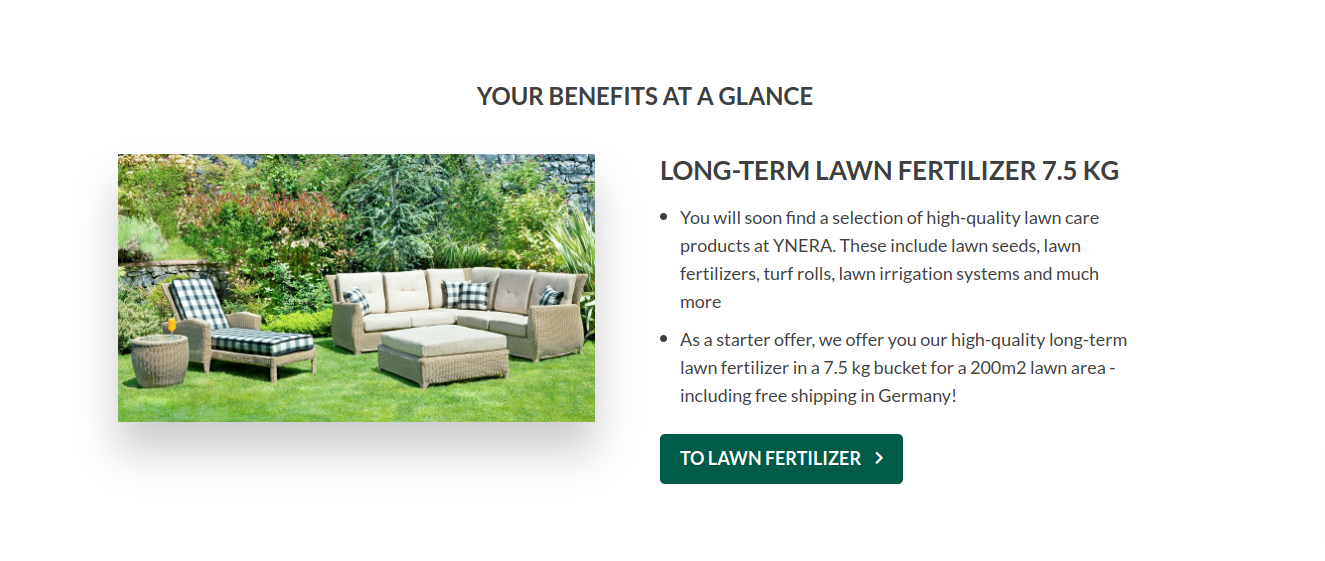 YOUR BENEFITS AT A GLANCE
LONG-TERM LAWN FERTILIZER 7.5 KG
You will soon find a selection of high-quality lawn care
products at YNERA. These include lawn seeds, lawn
fertilizers, turf rolls, lawn irrigation systems and much
more
As a starter offer, we offer you our high-quality long-term
lawn fertilizer in a 7.5 kg bucket for a 200m2 lawn area -
including free shipping in Germany!
TO LAWN FERTILIZER